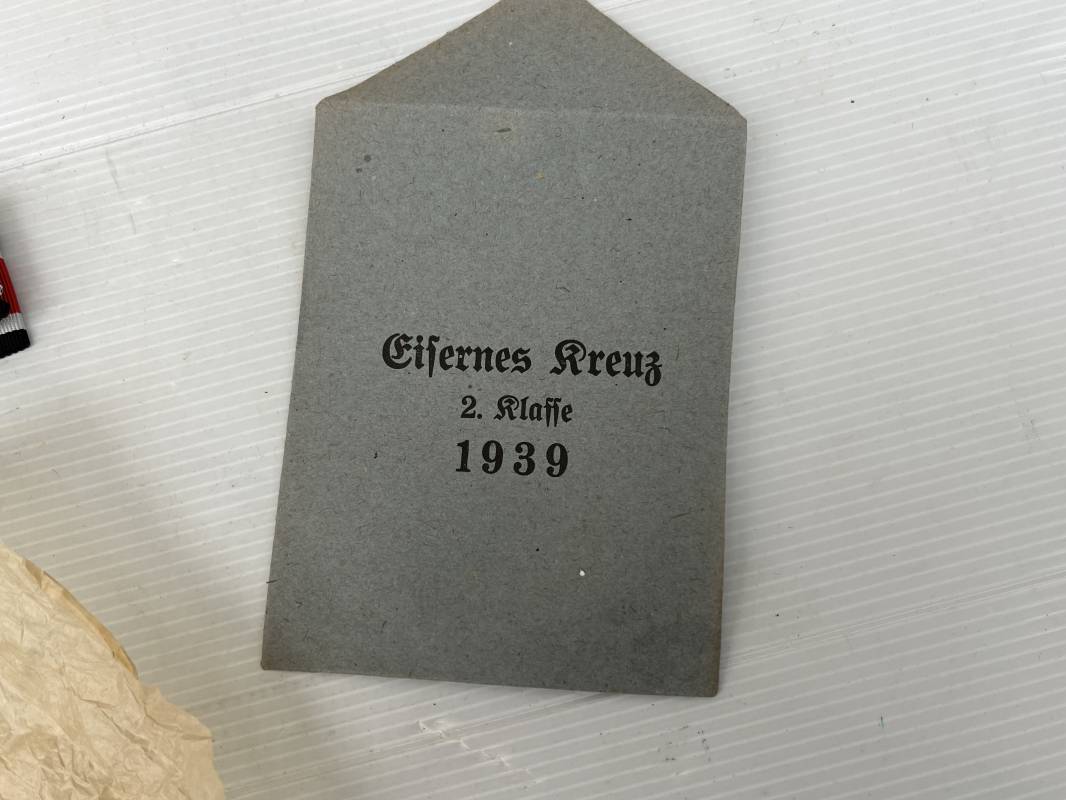 Eiſernes Kreuz
2. Klaſſe
1939